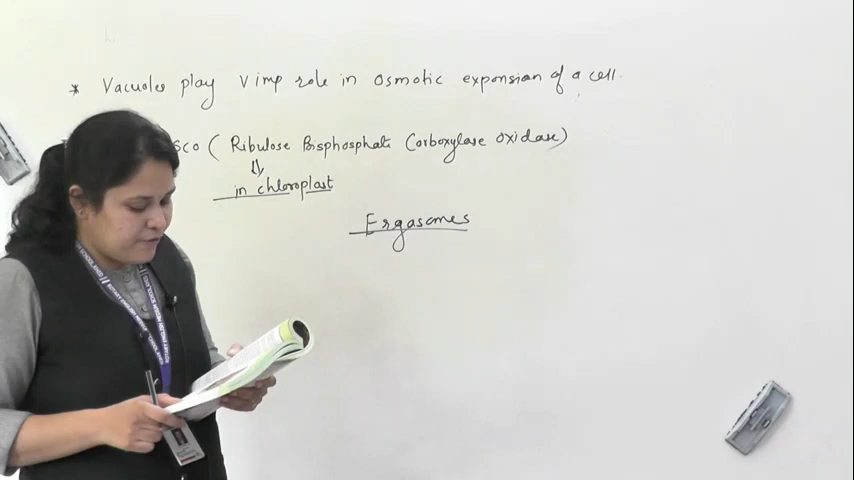 * Vacuoles play v imp role in osmotic expansion of a cell.
sco ( Ribulose Bisphosphate Carboxylase oxidase)
⇓
in chloroplast
Ergasomes